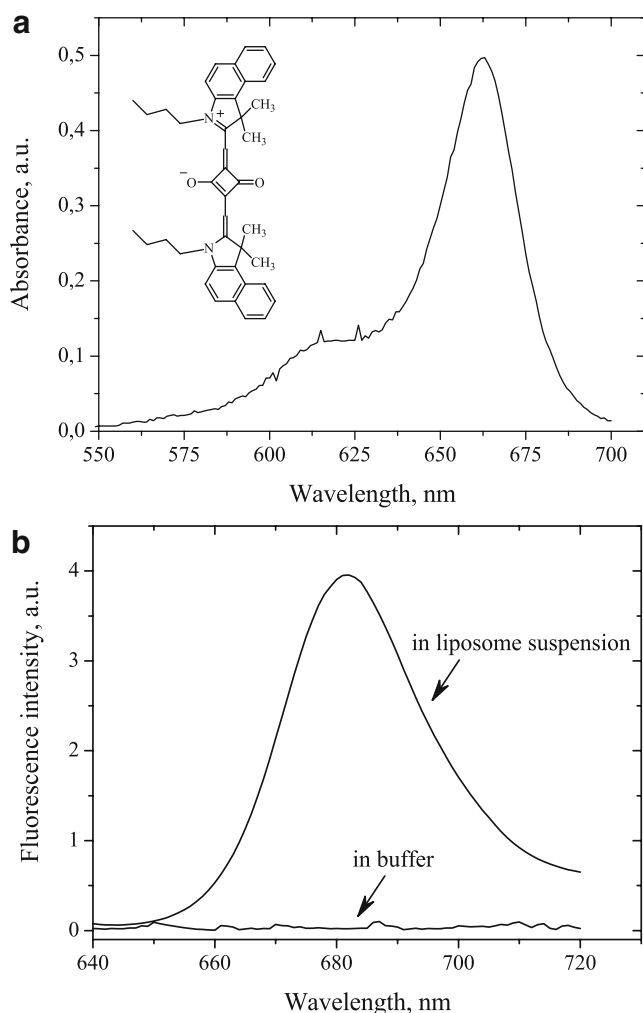 a
Absorbance, a.u.
0,5
0,4
0,3
0,2
0,1
0,0
N
+
CH₃
CH₃
−
O
O
N
CH₃
CH₃
550 575 600 625 650 675 700
Wavelength, nm
b
Fluorescence intensity, a.u.
4
3
2
1
0
in liposome suspension
in buffer
640 660 680 700 720
Wavelength, nm